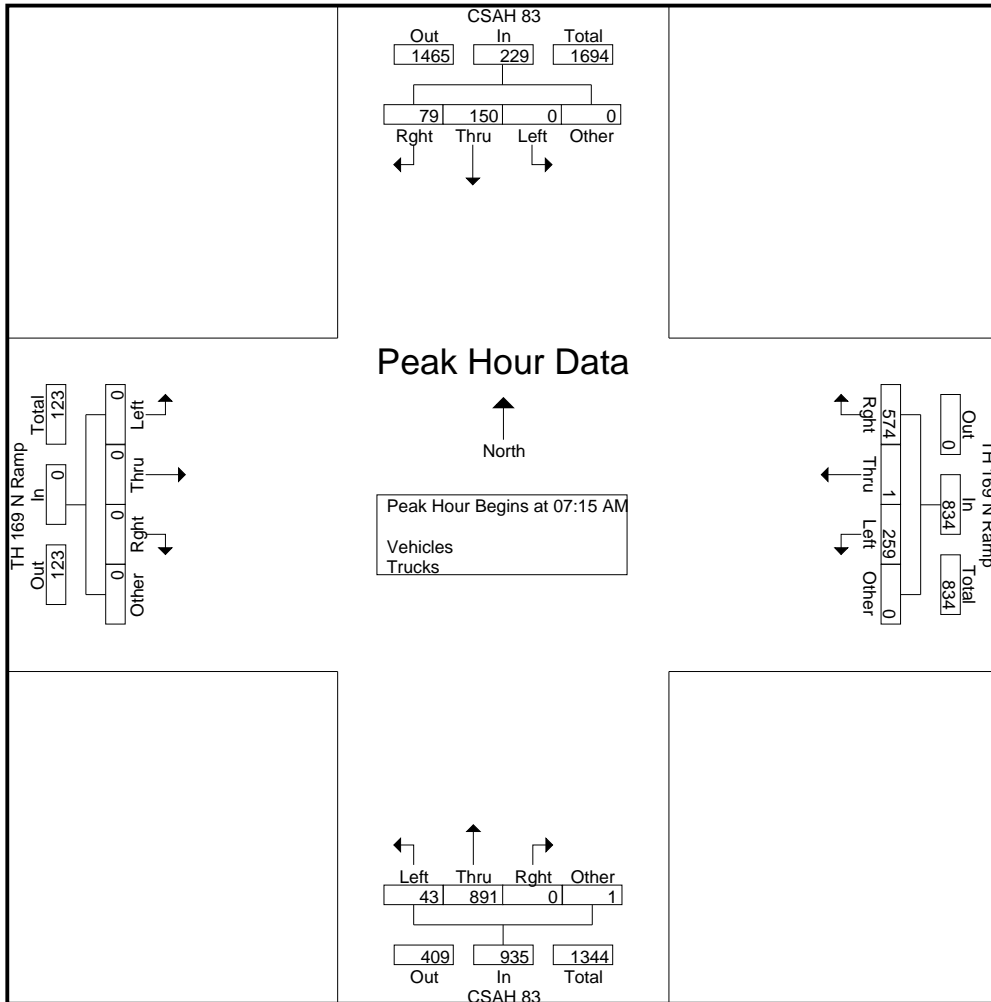 CSAH 83
Out In Total
1465 229 1694
79 150 0 0
Rght Thru Left Other
Peak Hour Data
North
Peak Hour Begins at 07:15 AM
Vehicles
Trucks
TH 169 N Ramp
Out In Total
123 0 123
0 0 0 0
Left Thru Rght Other
TH 169 N Ramp
Out In Total
0 834 834
574 1 259 0
Rght Thru Left Other
Left Thru Rght Other
43 891 0 1
409 935 1344
Out In Total
CSAH 83